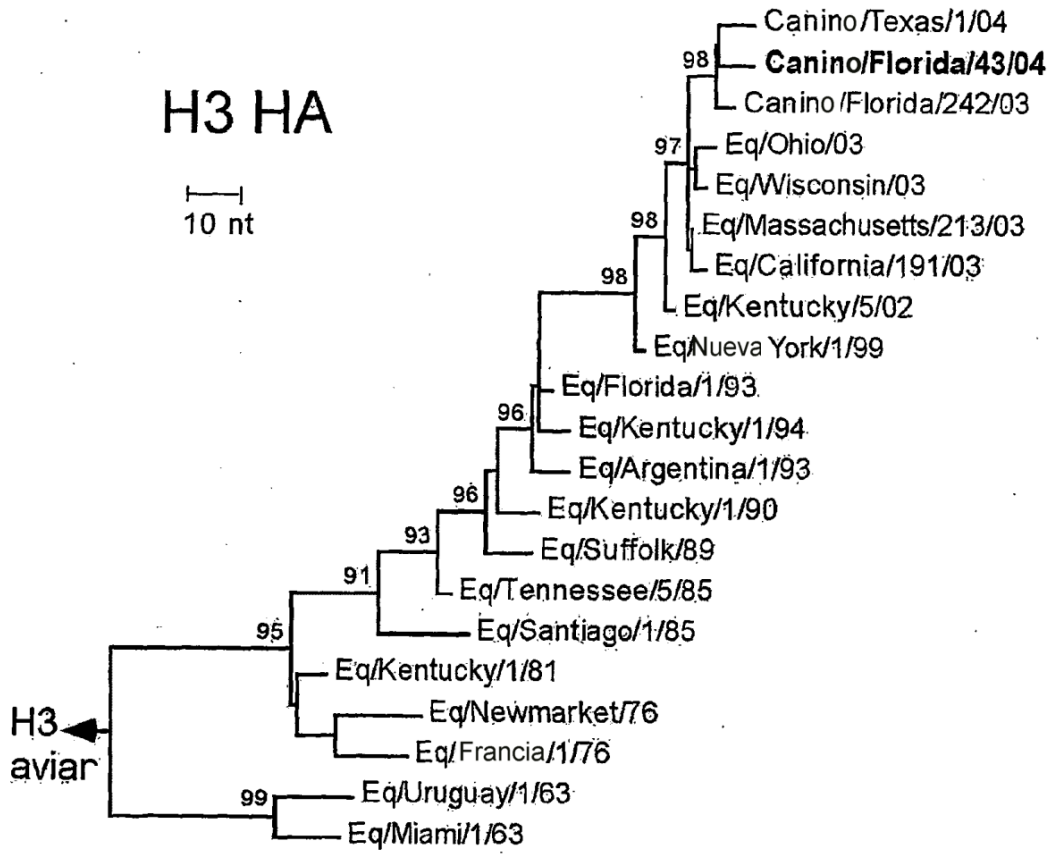 Canino/Texas/1/04
98
Canino/Florida/43/04
H3 HA
Canino/Florida/242/03
97
Eq/Ohio/03
Eq/Wisconsin/03
10 nt
98
Eq/Massachusetts/213/03
Eq/California/191/03
98
Eq/Kentucky/5/02
Eq/Nueva York/1/99
Eq/Florida/1/93
96
Eq/Kentucky/1/94
Eq/Argentina/1/93
96
Eq/Kentucky/1/90
93
Eq/Suffolk/89
91
Eq/Tennessee/5/85
95
Eq/Santiago/1/85
Eq/Kentucky/1/81
H3
aviar
Eq/Newmarket/76
Eq/Francia/1/76
99
Eq/Uruguay/1/63
Eq/Miami/1/63